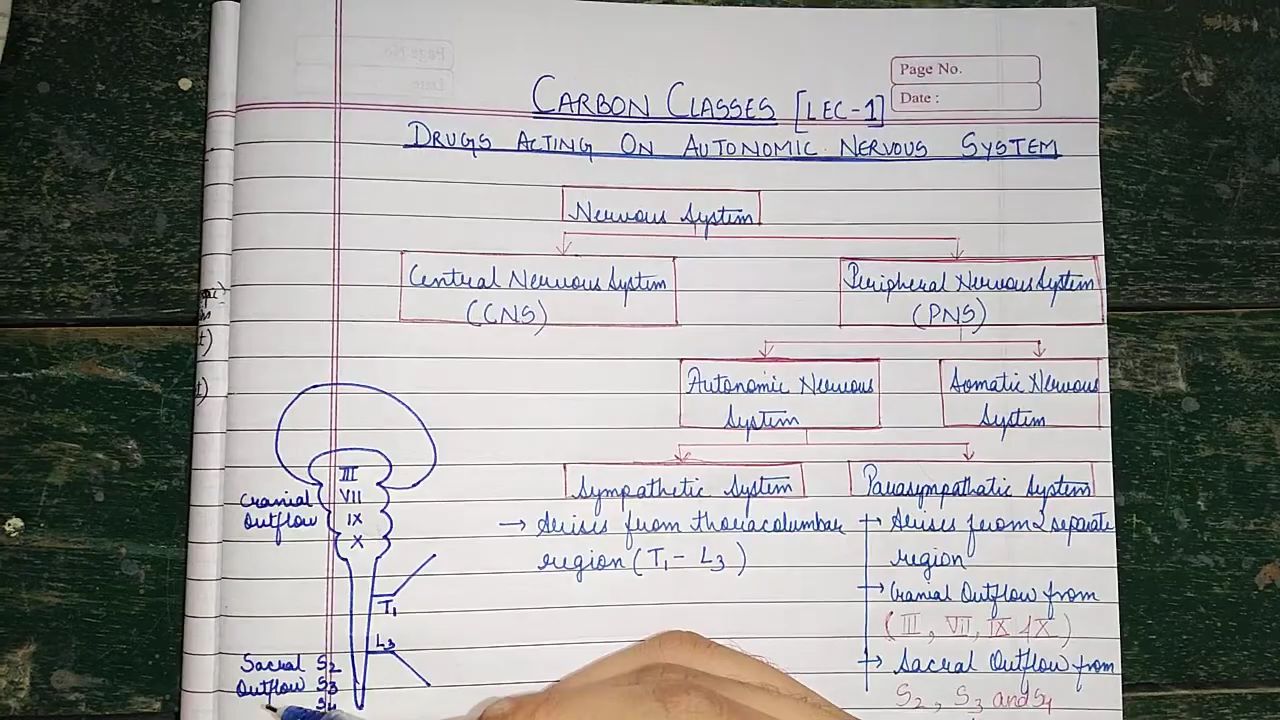 Page No.
Date :
CARBON CLASSES [LEC-1]
DRUGS ACTING ON AUTONOMIC NERVOUS SYSTEM
Nervous System
Central Nervous System
(CNS)
Peripheral Nervous System
(PNS)
Autonomic Nervous
System
Somatic Nervous
System
Sympathetic System
→ Arises from thoracolumbar
region (T₁ - L₃)
Parasympathatic System
→ Arises from 2 separate
region
→ Cranial Outflow from
(III, VII, IX & X)
→ Sacral Outflow from
S₂, S₃ and S₄
Cranial
Outflow
III
VII
IX
X
T₁
L₃
Sacral S₂
Outflow S₃
S₄